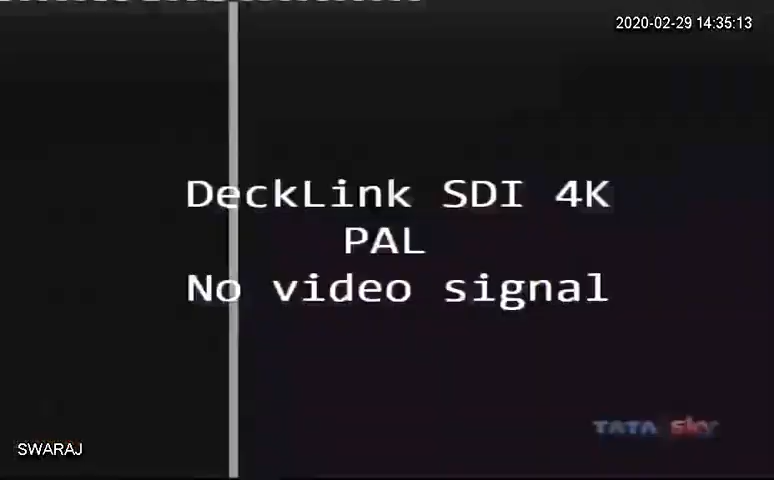 2020-02-29 14:35:13
DeckLink SDI 4K
PAL
No video signal
TATA sky
SWARAJ